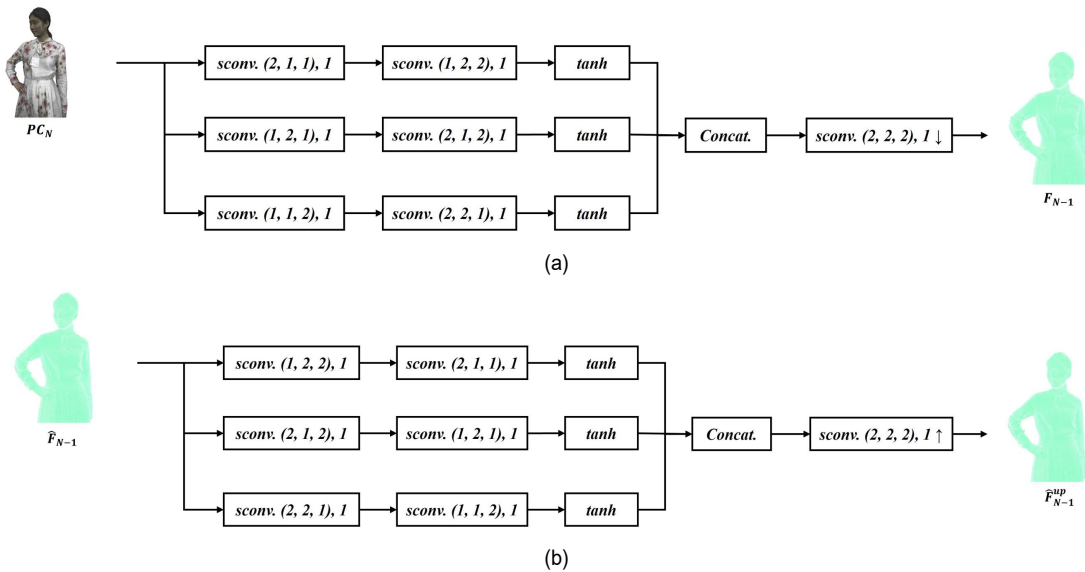 sconv. (2, 1, 1), 1
sconv. (1, 2, 2), 1
tanh
PC_N
sconv. (1, 2, 1), 1
sconv. (2, 1, 2), 1
tanh
Concat.
sconv. (2, 2, 2), 1 ↓
sconv. (1, 1, 2), 1
sconv. (2, 2, 1), 1
tanh
F_{N−1}
(a)
sconv. (1, 2, 2), 1
sconv. (2, 1, 1), 1
tanh
F̂_{N−1}
sconv. (2, 1, 2), 1
sconv. (1, 2, 1), 1
tanh
Concat.
sconv. (2, 2, 2), 1 ↑
sconv. (2, 2, 1), 1
sconv. (1, 1, 2), 1
tanh
F̂^{up}_{N−1}
(b)